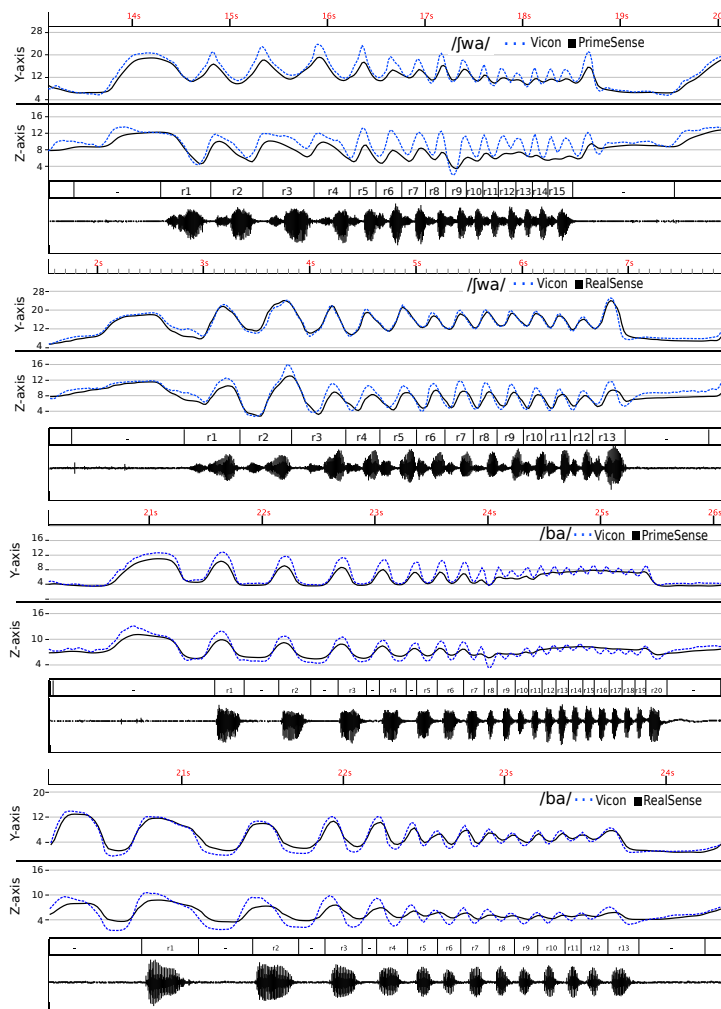 14s 15s 16s 17s 18s 19s 20
/ʃwa/ Vicon PrimeSense
Y-axis
28
20
12
4
Z-axis
16
12
8
4
- r1 r2 r3 r4 r5 r6 r7 r8 r9 r10 r11 r12 r13 r14 r15 -
2s 3s 4s 5s 6s 7s
/ʃwa/ Vicon RealSense
Y-axis
28
20
12
4
Z-axis
16
12
8
4
- r1 r2 r3 r4 r5 r6 r7 r8 r9 r10 r11 r12 r13 -
21s 22s 23s 24s 25s 26s
/ba/ Vicon PrimeSense
Y-axis
16
12
8
4
Z-axis
16
10
4
- r1 - r2 - r3 - r4 - r5 r6 r7 r8 r9 r10 r11 r12 r13 r14 r15 r16 r17 r18 r19 r20 -
21s 22s 23s 24s
/ba/ Vicon RealSense
Y-axis
20
12
4
Z-axis
16
10
4
- r1 - r2 - r3 - r4 r5 r6 r7 r8 r9 r10 r11 r12 r13 -